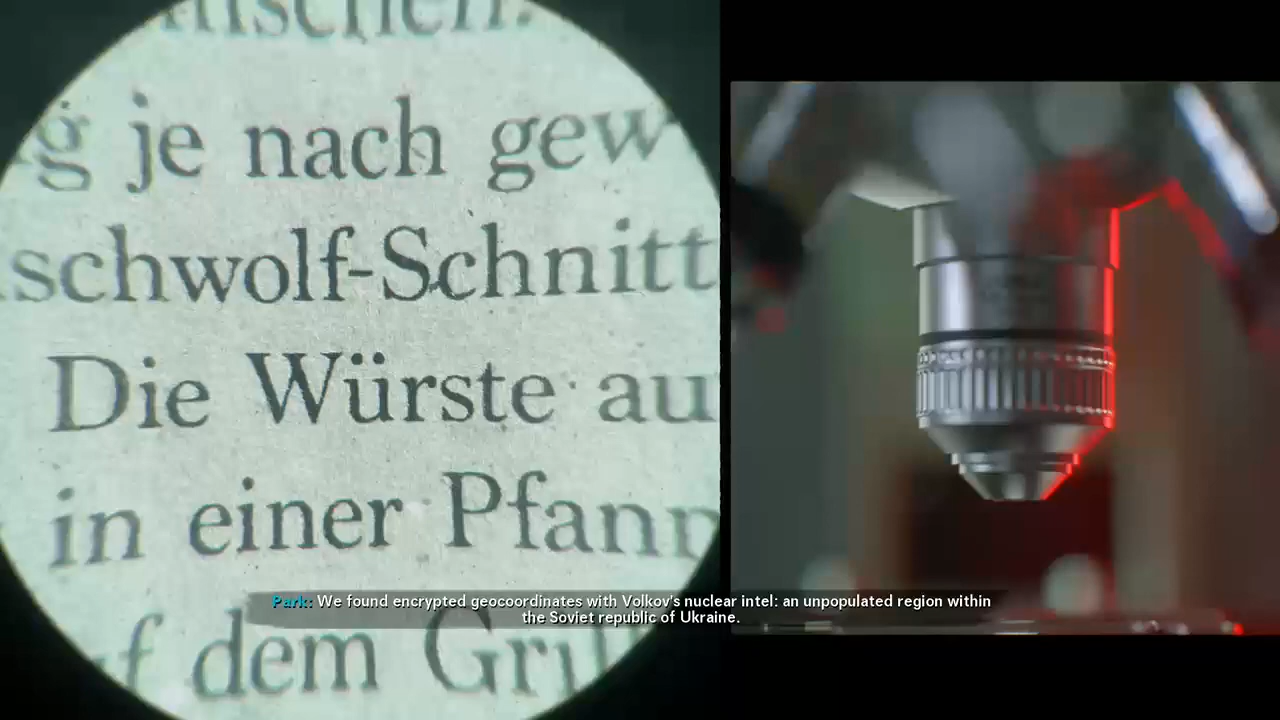 g je nach gew
schwolf-Schnitt
Die Würste au
in einer Pfann
f dem Grill
Park: We found encrypted geocoordinates with Volkov's nuclear intel: an unpopulated region within
the Soviet republic of Ukraine.